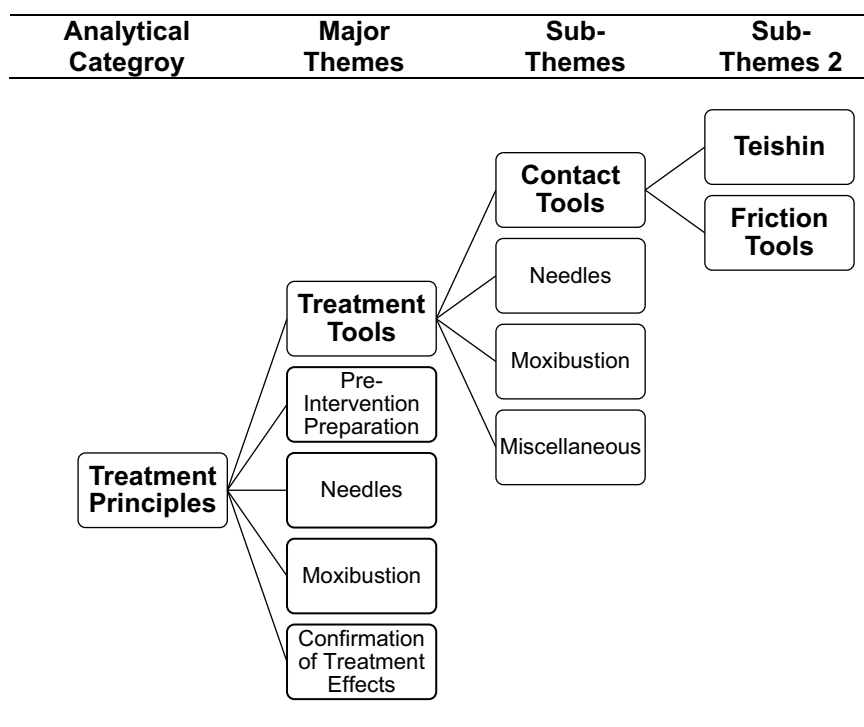 Analytical
Categroy
Major
Themes
Sub-
Themes
Sub-
Themes 2
Treatment
Principles
Treatment
Tools
Pre-
Intervention
Preparation
Needles
Moxibustion
Confirmation
of Treatment
Effects
Contact
Tools
Needles
Moxibustion
Miscellaneous
Teishin
Friction
Tools